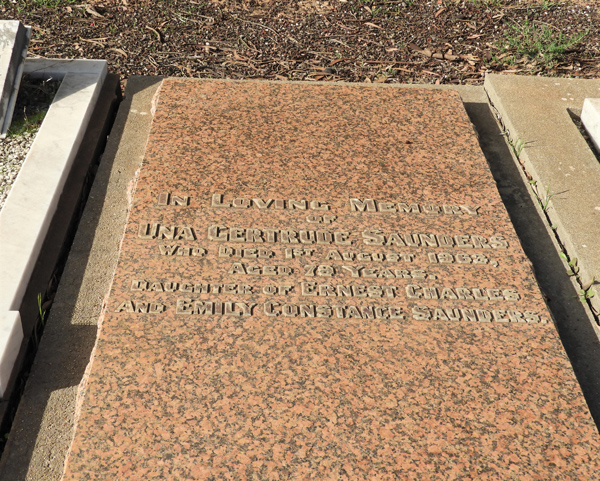 In Loving Memory
of
Una Gertrude Saunders
Who Died 1st August 1964,
Aged 78 Years.
Daughter of Ernest Charles
and Emily Constance Saunders.